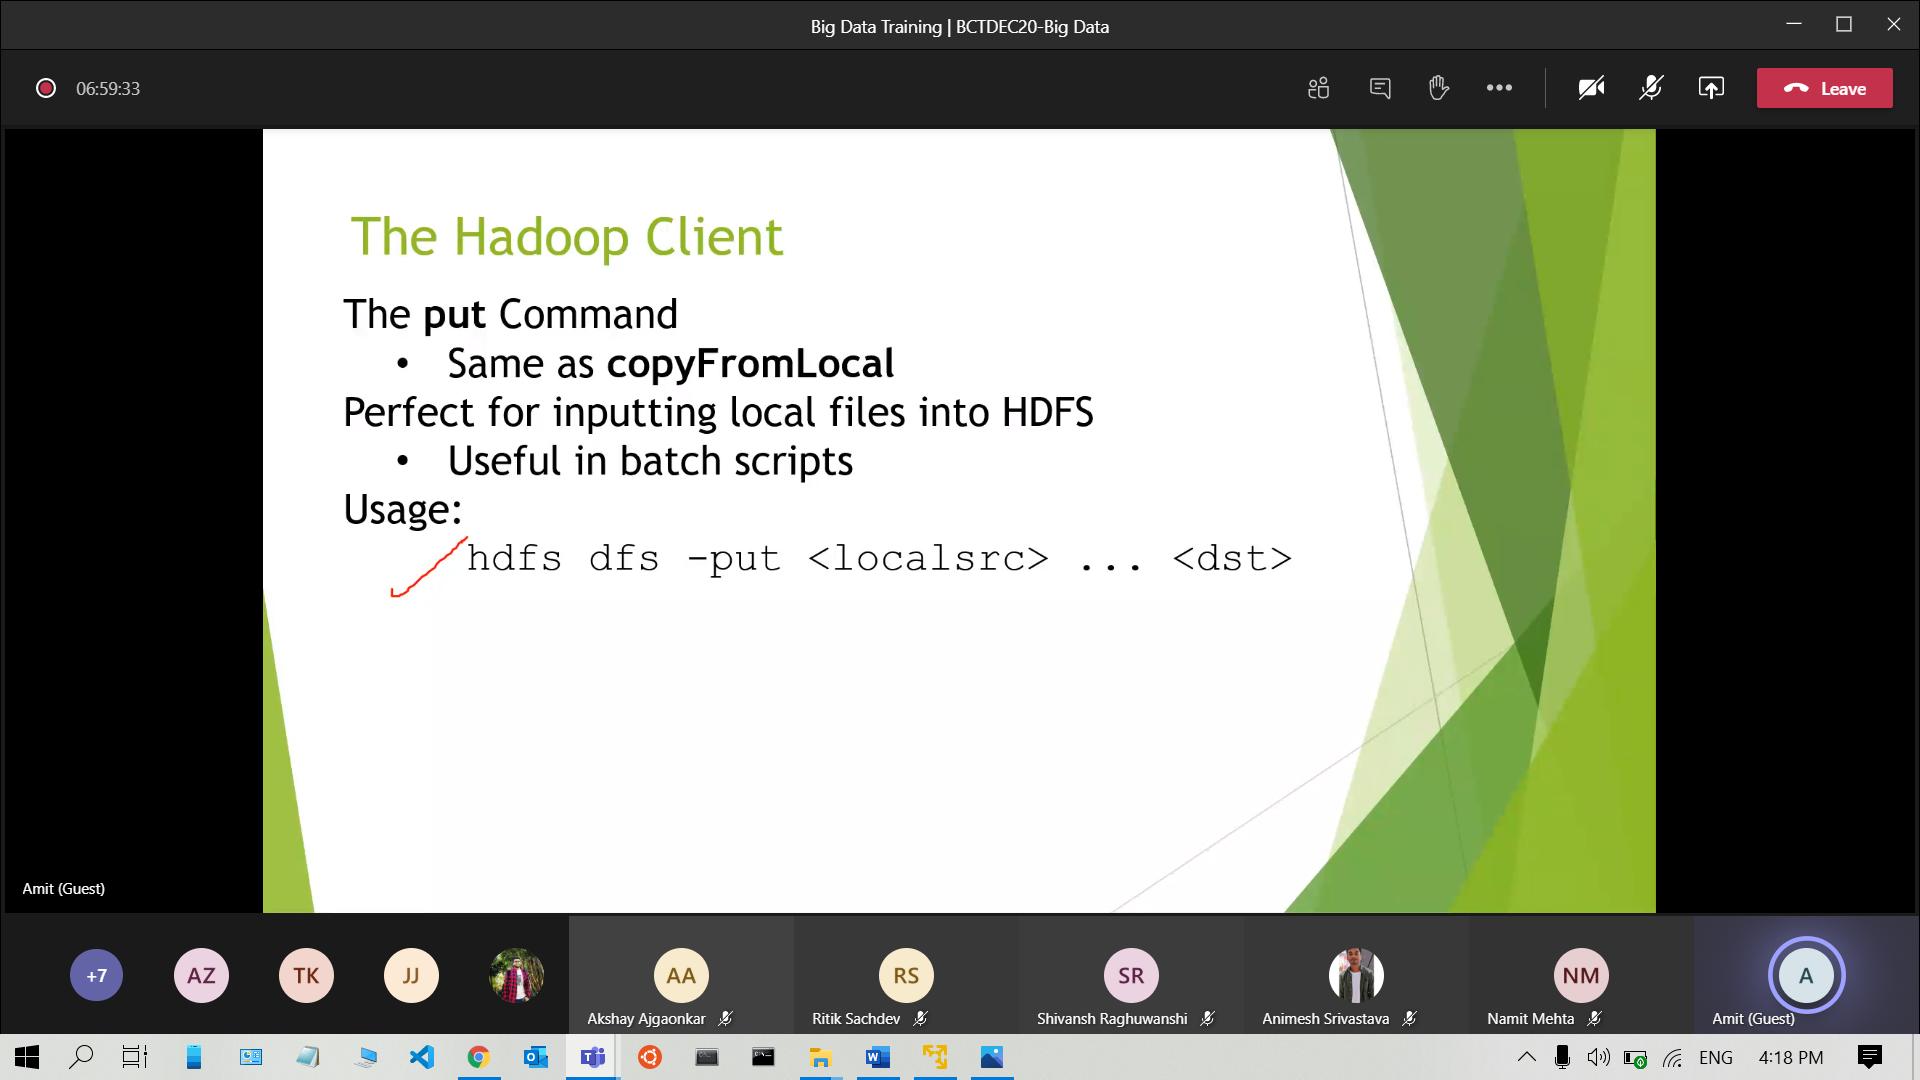 Big Data Training | BCTDEC20-Big Data
06:59:33
Leave
The Hadoop Client
The put Command
• Same as copyFromLocal
Perfect for inputting local files into HDFS
• Useful in batch scripts
Usage:
hdfs dfs -put <localsrc> ... <dst>
Amit (Guest)
+7
AZ
TK
JJ
AA
RS
SR
NM
A
Akshay Ajgaonkar
Ritik Sachdev
Shivansh Raghuwanshi
Animesh Srivastava
Namit Mehta
Amit (Guest)
ENG
4:18 PM